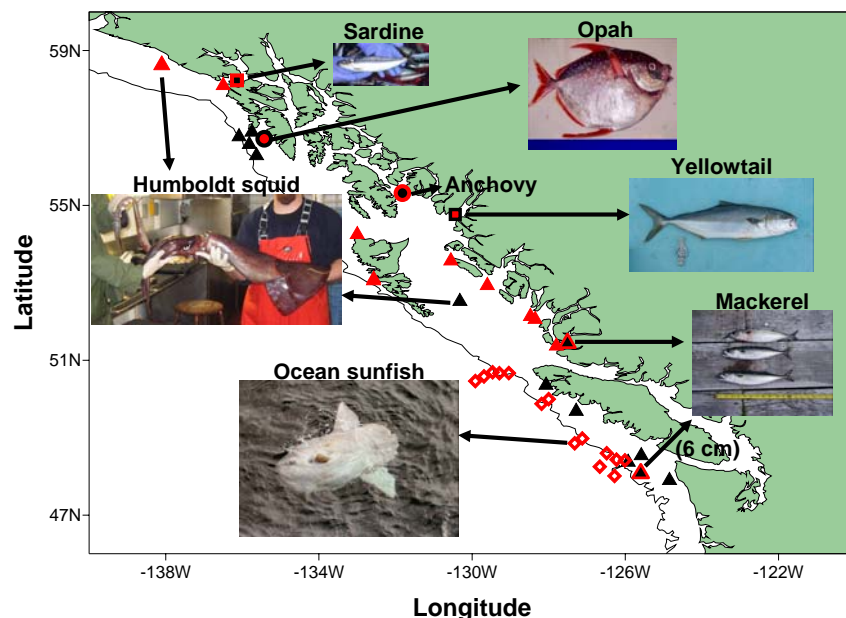 59N
Sardine
Opah
Humboldt squid
Anchovy
Yellowtail
55N
Latitude
Mackerel
51N
Ocean sunfish
(6 cm)
47N
-138W
-134W
-130W
-126W
-122W
Longitude